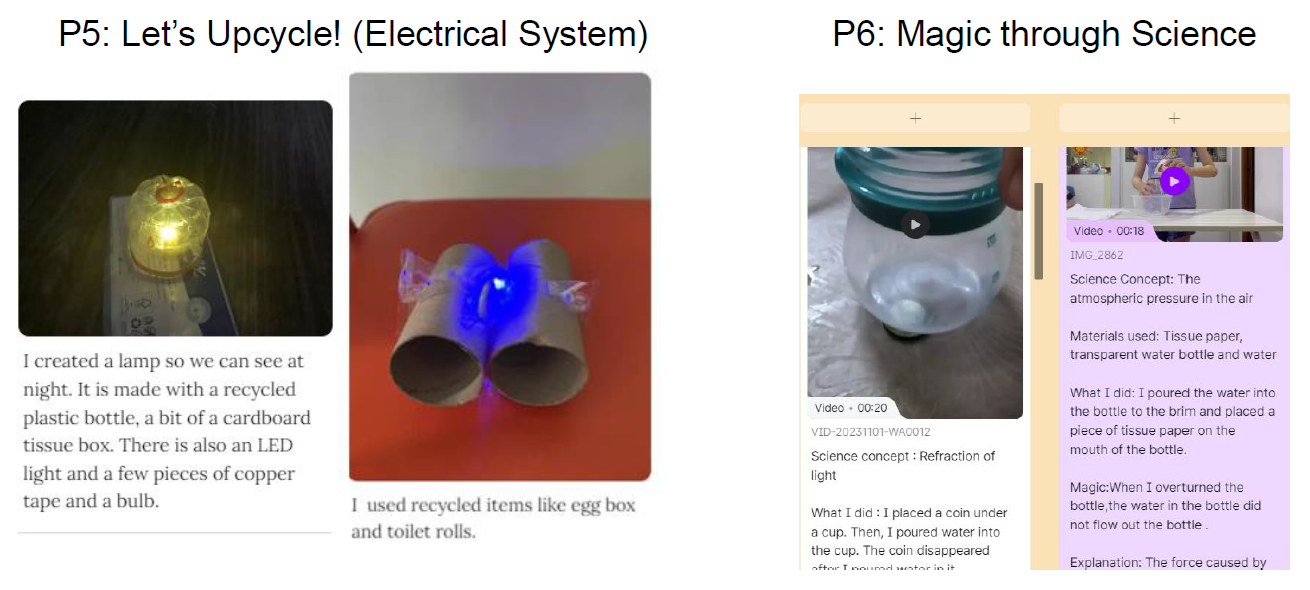 P5: Let's Upcycle! (Electrical System)
P6: Magic through Science
I created a lamp so we can see at
night. It is made with a recycled
plastic bottle, a bit of a cardboard
tissue box. There is also an LED
light and a few pieces of copper
tape and a bulb.
I used recycled items like egg box
and toilet rolls.
+
Video • 00:20
VID-20231101-WA0012
Science concept : Refraction of
light
What I did : I placed a coin under
a cup. Then, I poured water into
the cup. The coin disappeared
after I poured water in it
+
Video • 00:18
IMG_2862
Science Concept: The
atmospheric pressure in the air
Materials used: Tissue paper,
transparent water bottle and water
What I did: I poured the water into
the bottle to the brim and placed a
piece of tissue paper on the
mouth of the bottle.
Magic:When I overturned the
bottle,the water in the bottle did
not flow out the bottle .
Explanation: The force caused by